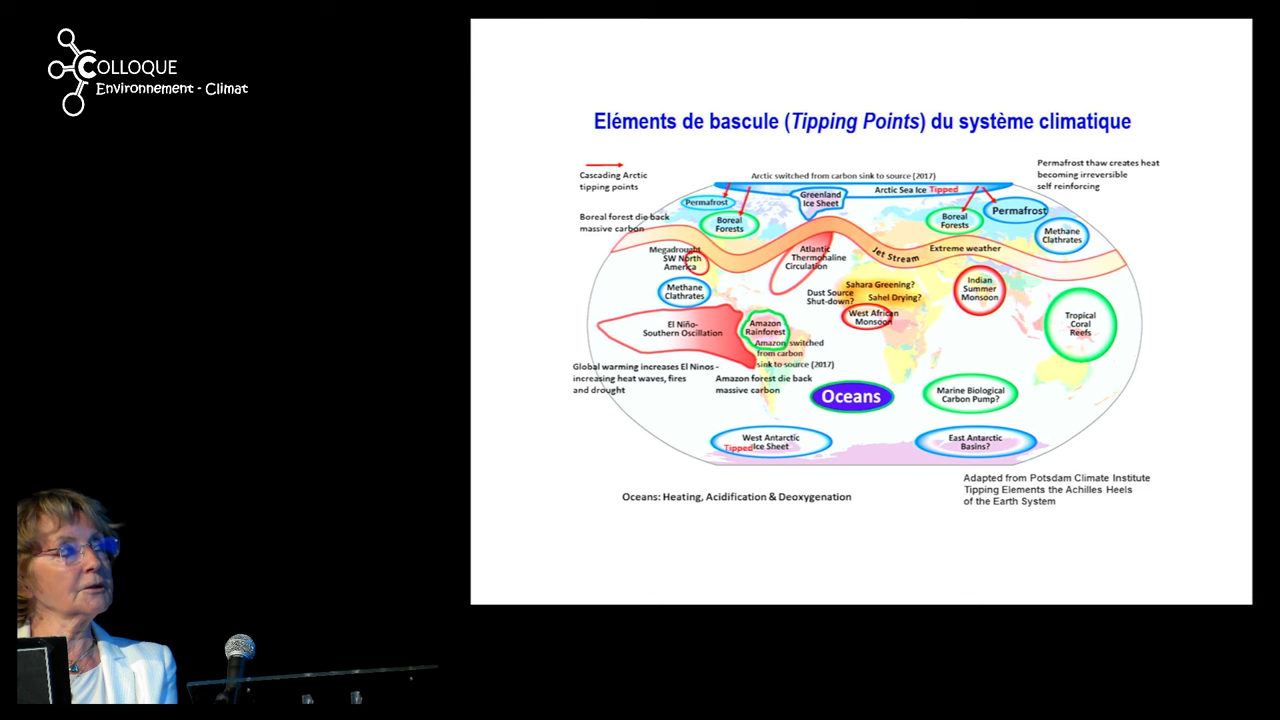 COLLOQUE
Environnement - Climat
Eléments de bascule (Tipping Points) du système climatique
Cascading Arctic
tipping points
Arctic switched from carbon sink to source (2017)
Permafrost thaw creates heat
becoming irreversible
self reinforcing
Greenland
Ice Sheet
Arctic Sea Ice Tipped
Permafrost
Boreal
Forests
Boreal
Forests
Permafrost
Boreal forest die back
massive carbon
Methane
Clathrates
Megadrought
SW North
America
Atlantic
Thermohaline
Circulation
Jet Stream
Extreme weather
Methane
Clathrates
Dust Source
Shut-down?
Sahara Greening?
Sahel Drying?
West African
Monsoon
Indian
Summer
Monsoon
Tropical
Coral
Reefs
El Niño-
Southern Oscillation
Amazon
Rainforest
Amazon switched
from carbon
sink to source (2017)
Global warming increases El Ninos -
increasing heat waves, fires
and drought
Amazon forest die back
massive carbon
Oceans
Marine Biological
Carbon Pump?
West Antarctic
Tipped Ice Sheet
East Antarctic
Basins?
Oceans: Heating, Acidification & Deoxygenation
Adapted from Potsdam Climate Institute
Tipping Elements the Achilles Heels
of the Earth System